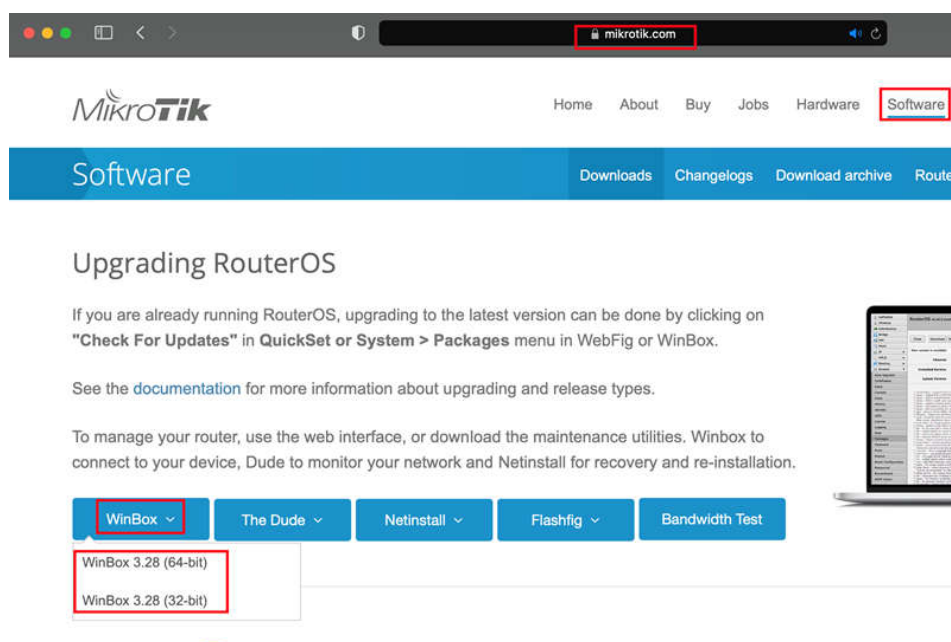 mikrotik.com
MikroTik
Home About Buy Jobs Hardware Software
Software
Downloads Changelogs Download archive Route
Upgrading RouterOS
If you are already running RouterOS, upgrading to the latest version can be done by clicking on
"Check For Updates" in QuickSet or System > Packages menu in WebFig or WinBox.
See the documentation for more information about upgrading and release types.
To manage your router, use the web interface, or download the maintenance utilities. Winbox to
connect to your device, Dude to monitor your network and Netinstall for recovery and re-installation.
WinBox The Dude Netinstall Flashfig Bandwidth Test
WinBox 3.28 (64-bit)
WinBox 3.28 (32-bit)